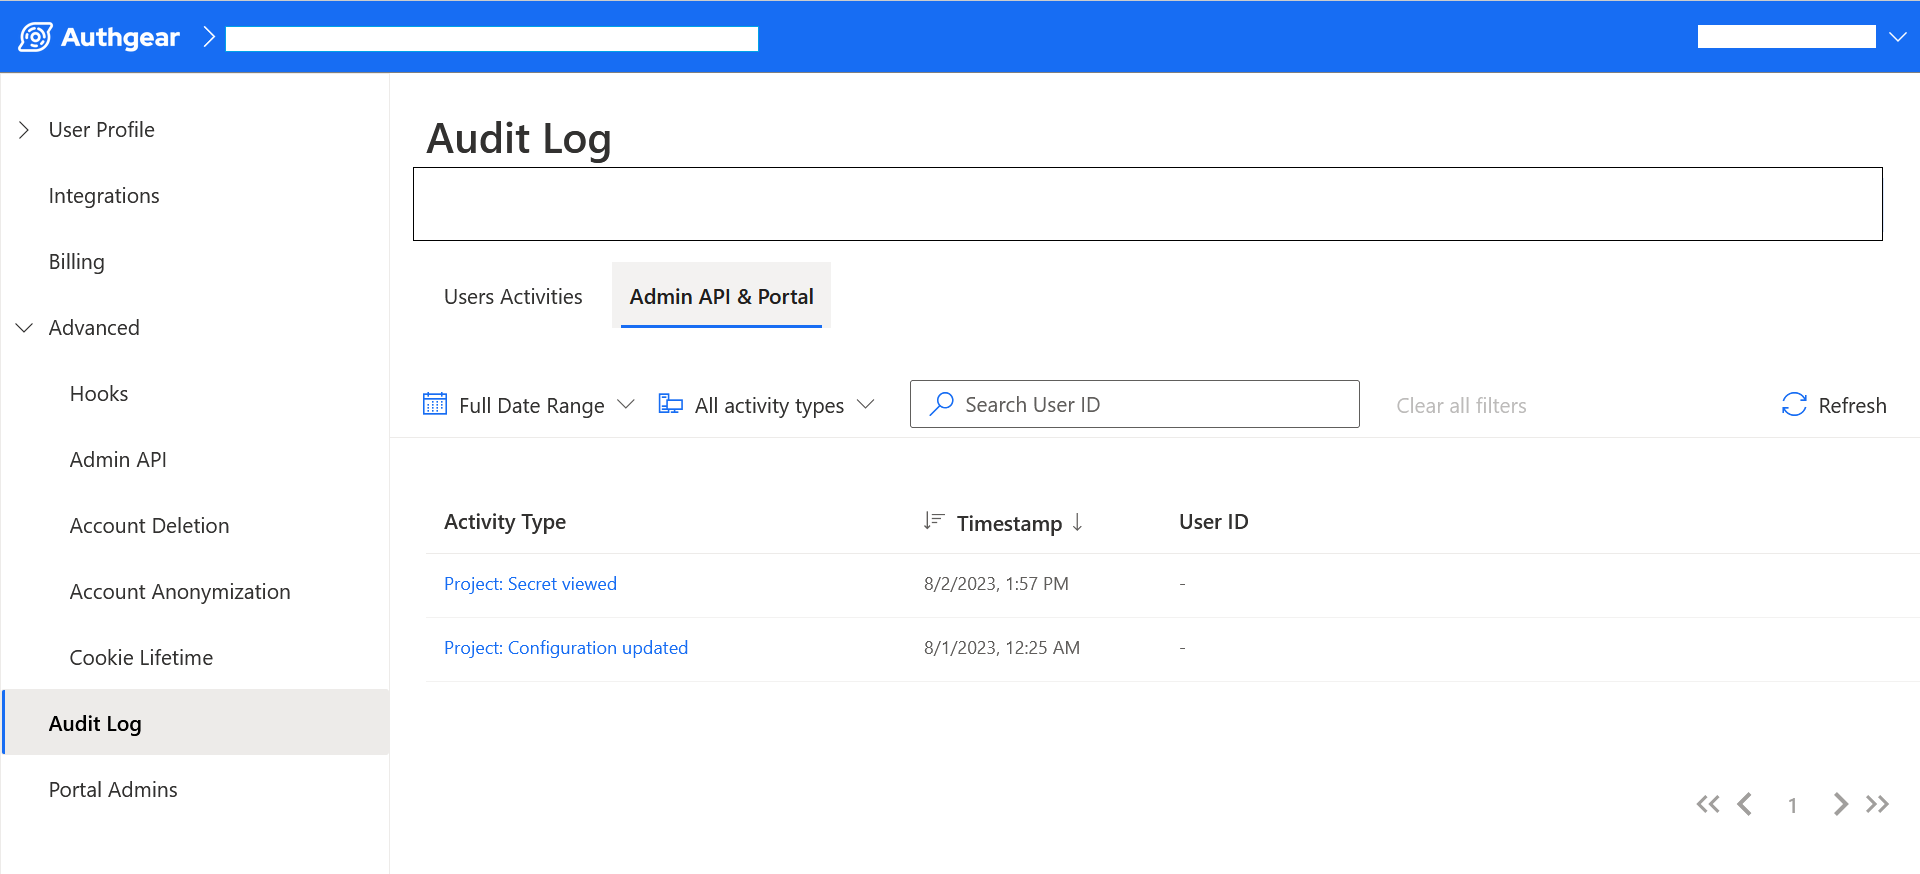 Authgear
User Profile
Integrations
Billing
Advanced
Hooks
Admin API
Account Deletion
Account Anonymization
Cookie Lifetime
Audit Log
Portal Admins
Audit Log
Users Activities Admin API & Portal
Full Date Range All activity types Search User ID Clear all filters Refresh
Activity Type Timestamp ↓ User ID
Project: Secret viewed 8/2/2023, 1:57 PM -
Project: Configuration updated 8/1/2023, 12:25 AM -
1